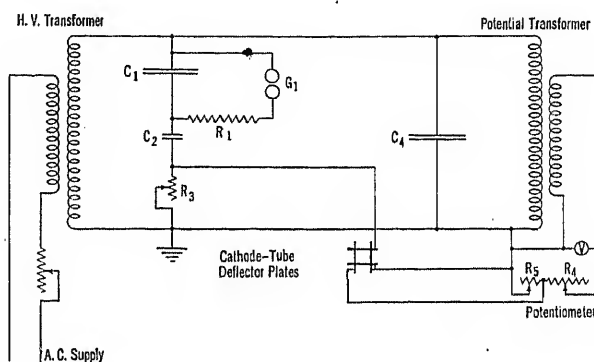 H. V. Transformer
Potential Transformer
C1
G1
R1
C2
C4
R3
Cathode-Tube
Deflector Plates
V
R5
R4
Potentiometer
A.C. Supply